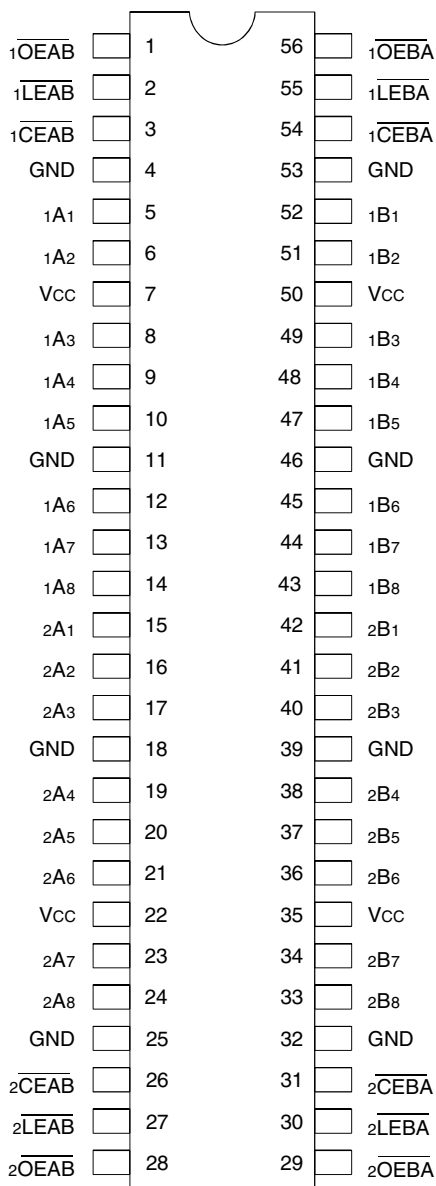 1OEAB 1 56 1OEBA
1LEAB 2 55 1LEBA
1CEAB 3 54 1CEBA
GND 4 53 GND
1A1 5 52 1B1
1A2 6 51 1B2
VCC 7 50 VCC
1A3 8 49 1B3
1A4 9 48 1B4
1A5 10 47 1B5
GND 11 46 GND
1A6 12 45 1B6
1A7 13 44 1B7
1A8 14 43 1B8
2A1 15 42 2B1
2A2 16 41 2B2
2A3 17 40 2B3
GND 18 39 GND
2A4 19 38 2B4
2A5 20 37 2B5
2A6 21 36 2B6
VCC 22 35 VCC
2A7 23 34 2B7
2A8 24 33 2B8
GND 25 32 GND
2CEAB 26 31 2CEBA
2LEAB 27 30 2LEBA
2OEAB 28 29 2OEBA